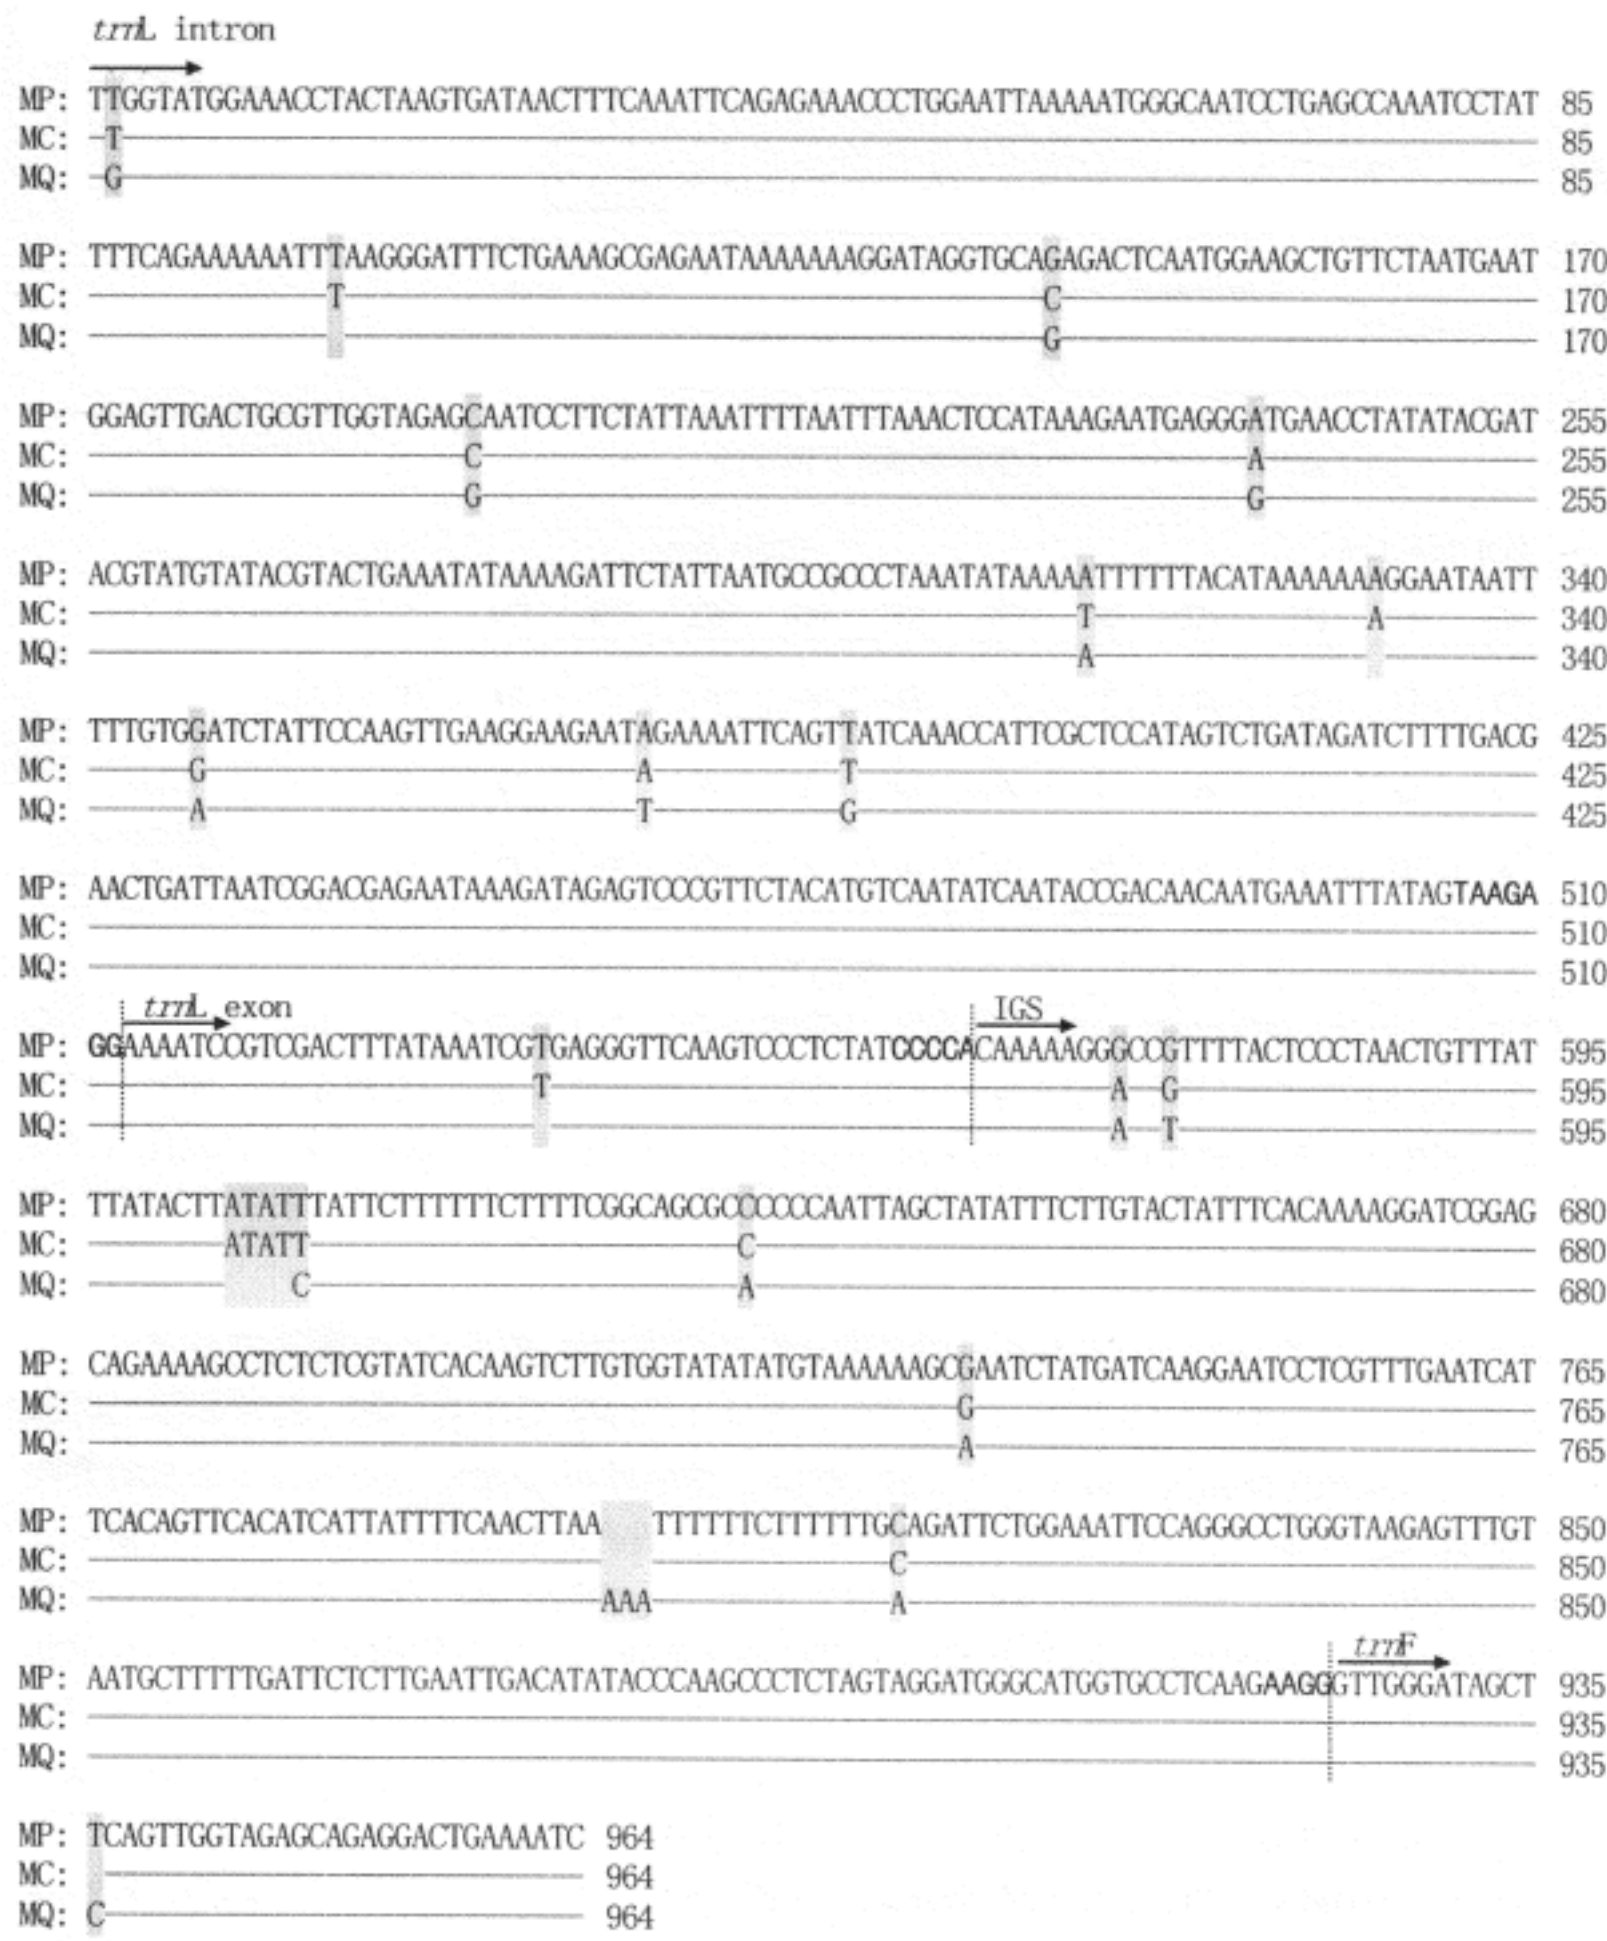 trnL intron
MP: TTGGTATGGAAACCTACTAAGTGATAACTTTCAAATTCAGAGAAACCCTGGAATTAAAAATGGGCAATCCTGAGCCAAATCCTAT 85
MC: T 85
MQ: G 85
MP: TTTCAGAAAAAATTTAAGGGATTTCTGAAAGCGAGAATAAAAAAAGGATAGGTGCAGAGACTCAATGGAAGCTGTTCTAATGAAT 170
MC: T C 170
MQ: G 170
MP: GGAGTTGACTGCGTTGGTAGAGCAATCCTTCTATTAAATTTTAATTTAAACTCCATAAAGAATGAGGGATGAACCTATATACGAT 255
MC: C A 255
MQ: G G 255
MP: ACGTATGTATACGTACTGAAATATAAAAGATTCTATTAATGCCGCCCTAAATATAAAAATTTTTTACATAAAAAAAGGAATAATT 340
MC: T A 340
MQ: A 340
MP: TTTGTGGATCTATTCCAAGTTGAAGGAAGAATAGAAAATTCAGTTATCAAACCATTCGCTCCATAGTCTGATAGATCTTTTGACG 425
MC: G A T 425
MQ: A T G 425
MP: AACTGATTAATCGGACGAGAATAAAGATAGAGTCCCGTTCTACATGTCAATATCAATACCGACAACAATGAAATTTATAGTAAGA 510
MC: 510
MQ: 510
trnL exon IGS
MP: GGAAAATCCGTCGACTTTATAAATCGTGAGGGTTCAAGTCCCTCTATCCCCACAAAAAGGGCCGTTTTACTCCCTAACTGTTTAT 595
MC: T A G 595
MQ: A T 595
MP: TTATACTTATATTTATTCTTTTTTCTTTTCGGCAGCGCCCCCCAATTAGCTATATTTCTTGTACTATTTCACAAAAGGATCGGAG 680
MC: ATATT C 680
MQ: C A 680
MP: CAGAAAAGCCTCTCTCGTATCACAAGTCTTGTGGTATATATGTAAAAAAGCGAATCTATGATCAAGGAATCCTCGTTTGAATCAT 765
MC: G 765
MQ: A 765
MP: TCACAGTTCACATCATTATTTTCAACTTAA TTTTTTCTTTTTTGCAGATTCTGGAAATTCCAGGGCCTGGGTAAGAGTTTGT 850
MC: C 850
MQ: AAA A 850
trnF
MP: AATGCTTTTTGATTCTCTTGAATTGACATATACCCAAGCCCTCTAGTAGGATGGGCATGGTGCCTCAAGAAGGGTTGGGATAGCT 935
MC: 935
MQ: 935
MP: TCAGTTGGTAGAGCAGAGGACTGAAAATC 964
MC: 964
MQ: C 964